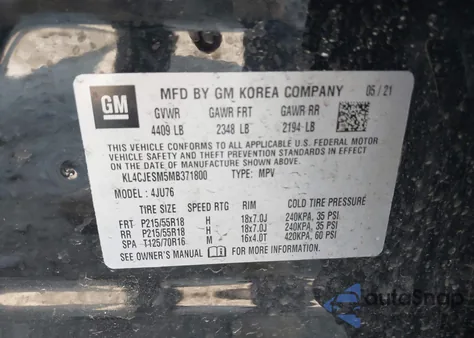 GM
MFD BY GM KOREA COMPANY 05/21
GVWR GAWR FRT GAWR RR
4409 LB 2348 LB 2194 LB
THIS VEHICLE CONFORMS TO ALL APPLICABLE U.S. FEDERAL MOTOR
VEHICLE SAFETY AND THEFT PREVENTION STANDARDS IN EFFECT ON THE
DATE OF MANUFACTURE SHOWN ABOVE.
KL4CJESM5MB371800 TYPE: MPV
MODEL: 4JU76
TIRE SIZE SPEED RTG RIM COLD TIRE PRESSURE
FRT P215/55R18 H 18x7.0J 240KPA, 35 PSI
RR P215/55R18 H 18x7.0J 240KPA, 35 PSI
SPA T125/70R16 M 16x4.0T 420KPA, 60 PSI
SEE OWNER'S MANUAL FOR ADDITIONAL INFORMATION
autoSnap